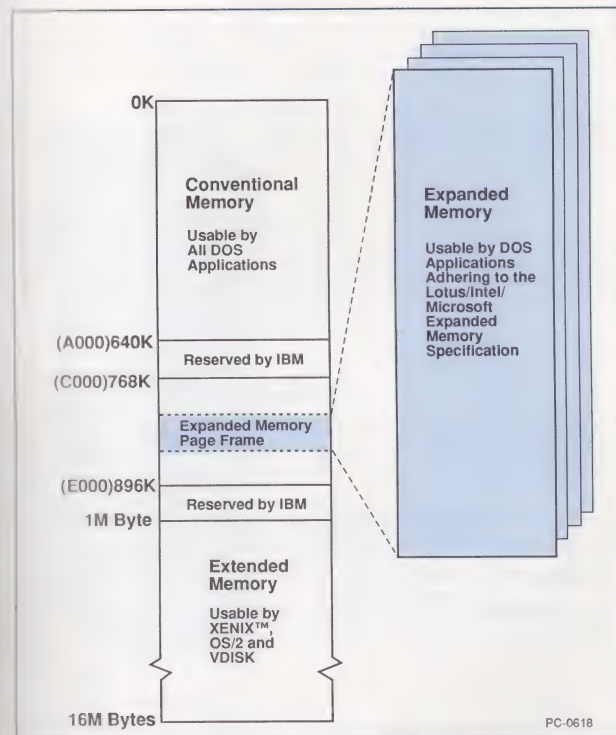 0K
Conventional
Memory
Usable by
All DOS
Applications
(A000)640K
Reserved by IBM
(C000)768K
Expanded Memory
Page Frame
(E000)896K
Reserved by IBM
1M Byte
Extended
Memory
Usable by
XENIX™,
OS/2 and
VDISK
16M Bytes
Expanded
Memory
Usable by DOS
Applications
Adhering to the
Lotus/Intel/
Microsoft
Expanded
Memory
Specification
PC-0618